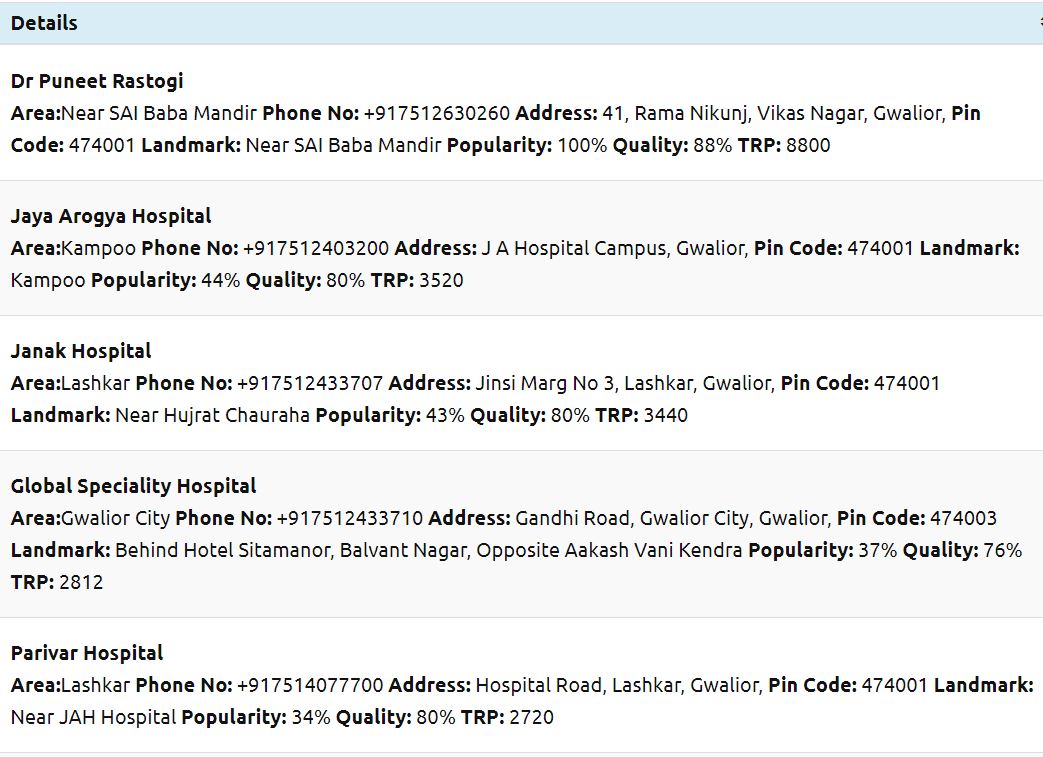 Details
Dr Puneet Rastogi
Area:Near SAI Baba Mandir Phone No: +917512630260 Address: 41, Rama Nikunj, Vikas Nagar, Gwalior, Pin
Code: 474001 Landmark: Near SAI Baba Mandir Popularity: 100% Quality: 88% TRP: 8800
Jaya Arogya Hospital
Area:Kampoo Phone No: +917512403200 Address: J A Hospital Campus, Gwalior, Pin Code: 474001 Landmark:
Kampoo Popularity: 44% Quality: 80% TRP: 3520
Janak Hospital
Area:Lashkar Phone No: +917512433707 Address: Jinsi Marg No 3, Lashkar, Gwalior, Pin Code: 474001
Landmark: Near Hujrat Chauraha Popularity: 43% Quality: 80% TRP: 3440
Global Speciality Hospital
Area:Gwalior City Phone No: +917512433710 Address: Gandhi Road, Gwalior City, Gwalior, Pin Code: 474003
Landmark: Behind Hotel Sitamanor, Balvant Nagar, Opposite Aakash Vani Kendra Popularity: 37% Quality: 76%
TRP: 2812
Parivar Hospital
Area:Lashkar Phone No: +917514077700 Address: Hospital Road, Lashkar, Gwalior, Pin Code: 474001 Landmark:
Near JAH Hospital Popularity: 34% Quality: 80% TRP: 2720